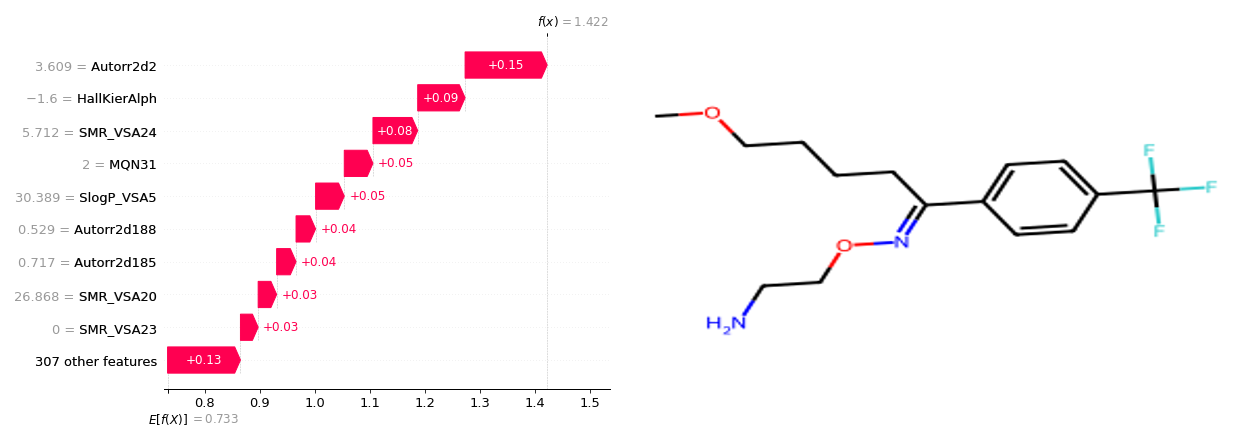 f(x) = 1.422
3.609 = Autorr2d2
+0.15
−1.6 = HallKierAlph
+0.09
5.712 = SMR_VSA24
+0.08
2 = MQN31
+0.05
30.389 = SlogP_VSA5
+0.05
0.529 = Autorr2d188
+0.04
0.717 = Autorr2d185
+0.04
26.868 = SMR_VSA20
+0.03
0 = SMR_VSA23
+0.03
307 other features
+0.13
0.8 0.9 1.0 1.1 1.2 1.3 1.4 1.5
E[f(X)] = 0.733
O
F
F
F
N
O
H2N